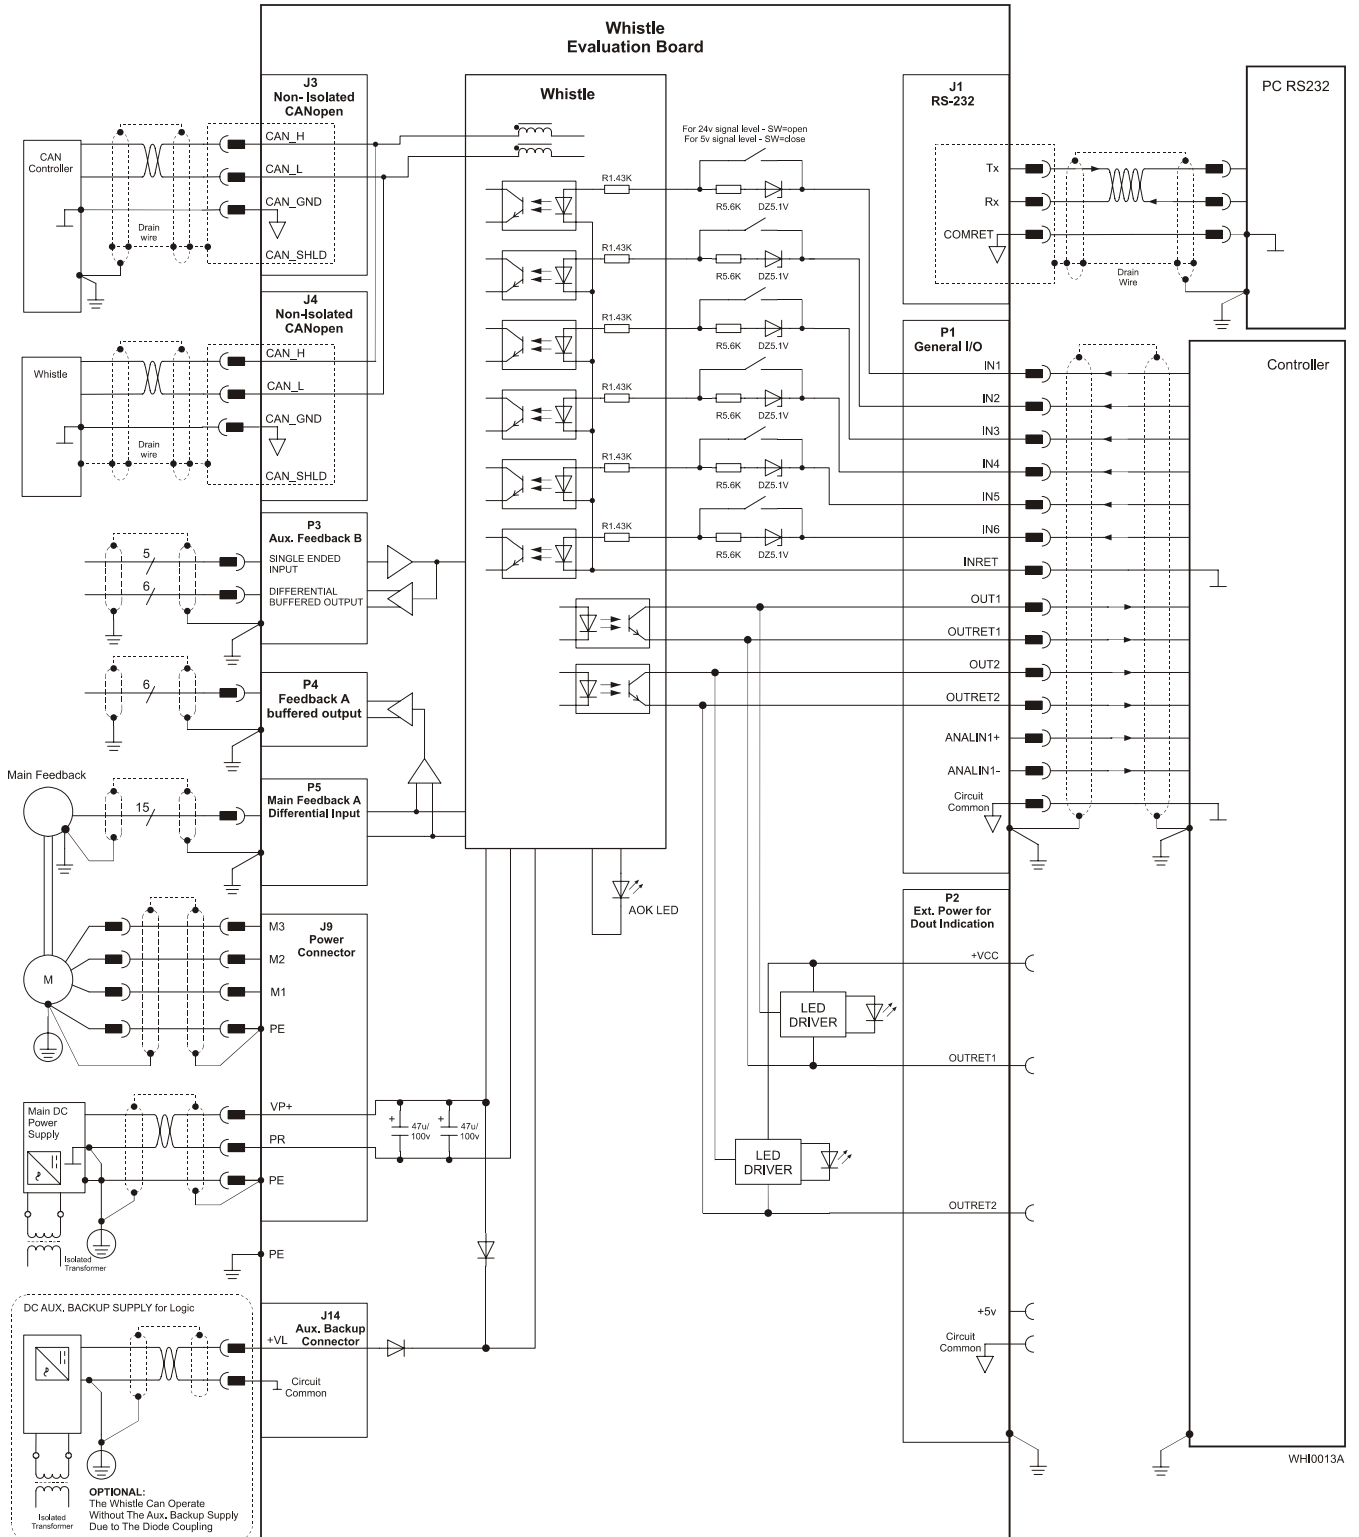 Whistle
Evaluation Board
J3
Non- Isolated
CANopen
CAN_H
CAN_L
CAN_GND
CAN_SHLD
CAN
Controller
Drain
wire
J4
Non-Isolated
CANopen
CAN_H
CAN_L
CAN_GND
CAN_SHLD
Whistle
Drain
wire
P3
Aux. Feedback B
SINGLE ENDED
INPUT
DIFFERENTIAL
BUFFERED OUTPUT
5
6
P4
Feedback A
buffered output
6
Main Feedback
15
P5
Main Feedback A
Differential Input
M
M3
M2
M1
PE
J9
Power
Connector
Main DC
Power
Supply
VP+
PR
PE
PE
Isolated
Transformer
+
47u/
100v
+
47u/
100v
DC AUX. BACKUP SUPPLY for Logic
J14
Aux. Backup
Connector
+VL
Circuit
Common
Isolated
Transformer
OPTIONAL:
The Whistle Can Operate
Without The Aux. Backup Supply
Due to The Diode Coupling
Whistle
For 24v signal level - SW=open
For 5v signal level - SW=close
R1.43K
R5.6K
DZ5.1V
R1.43K
R5.6K
DZ5.1V
R1.43K
R5.6K
DZ5.1V
R1.43K
R5.6K
DZ5.1V
R1.43K
R5.6K
DZ5.1V
R1.43K
R5.6K
DZ5.1V
AOK LED
J1
RS-232
Tx
Rx
COMRET
Drain
Wire
PC RS232
P1
General I/O
IN1
IN2
IN3
IN4
IN5
IN6
INRET
OUT1
OUTRET1
OUT2
OUTRET2
ANALIN1+
ANALIN1-
Circuit
Common
Controller
P2
Ext. Power for
Dout Indication
+VCC
LED
DRIVER
OUTRET1
LED
DRIVER
OUTRET2
+5v
Circuit
Common
WHI0013A